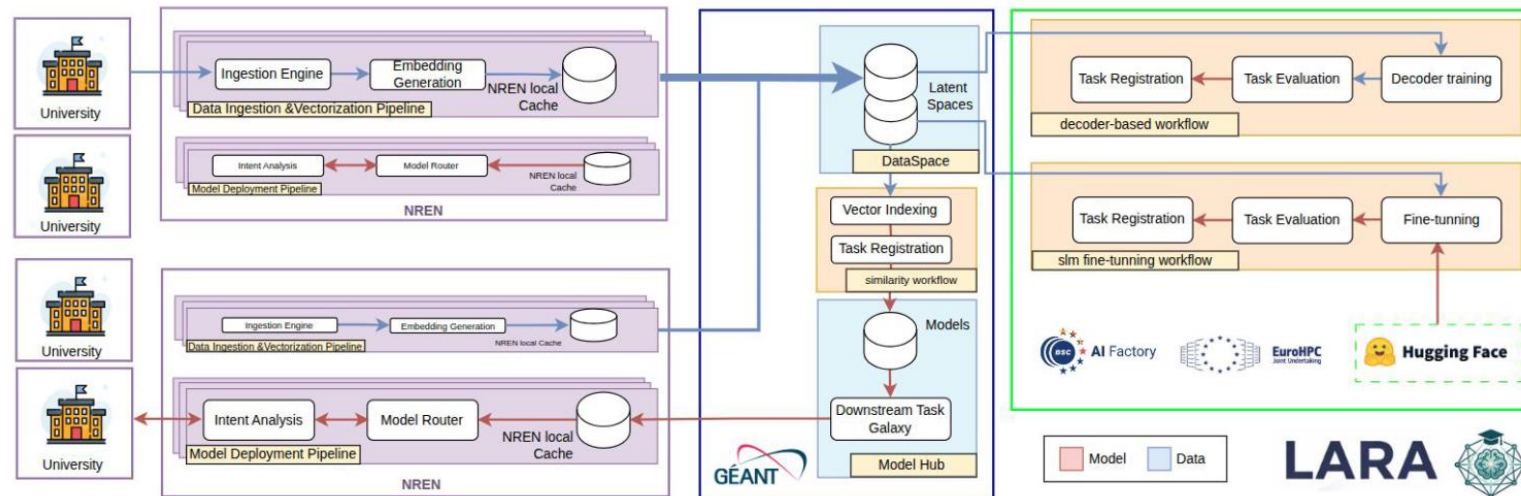 University
University
University
University
Ingestion Engine
Embedding
Generation
NREN local
Cache
Data Ingestion &Vectorization Pipeline
Intent Analysis
Model Router
NREN local
Cache
Model Deployment Pipeline
NREN
Ingestion Engine
Embedding Generation
NREN local Cache
Data Ingestion &Vectorization Pipeline
Intent Analysis
Model Router
NREN local
Cache
Model Deployment Pipeline
NREN
Latent
Spaces
DataSpace
Vector Indexing
Task Registration
similarity workflow
Models
Downstream Task
Galaxy
Model Hub
GÉANT
Task Registration
Task Evaluation
Decoder training
decoder-based workflow
Task Registration
Task Evaluation
Fine-tunning
slm fine-tunning workflow
BSC AI Factory
EuroHPC
Joint Undertaking
Hugging Face
Model
Data
LARA